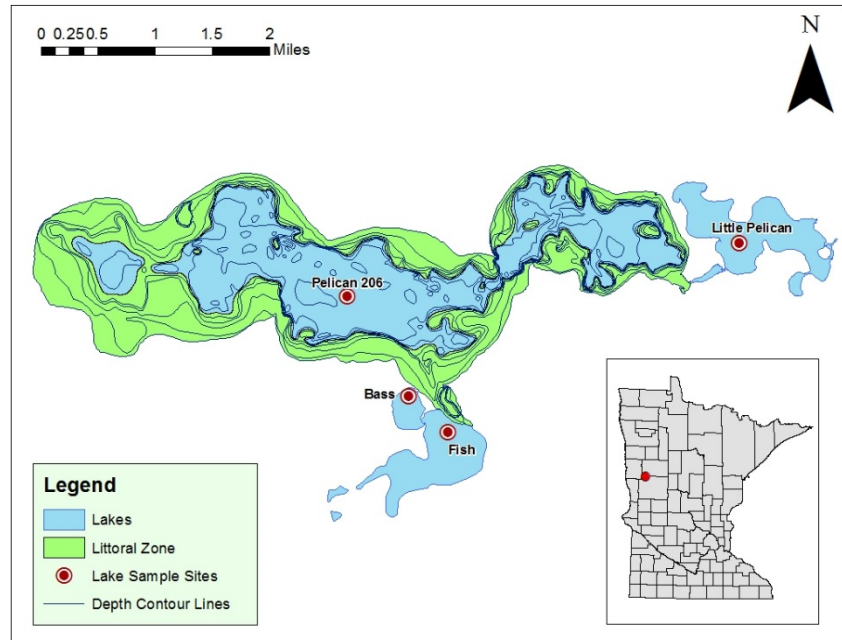 0 0.25 0.5 1 1.5 2
Miles
N
Little Pelican
Pelican 206
Bass
Fish
Legend
Lakes
Littoral Zone
Lake Sample Sites
Depth Contour Lines